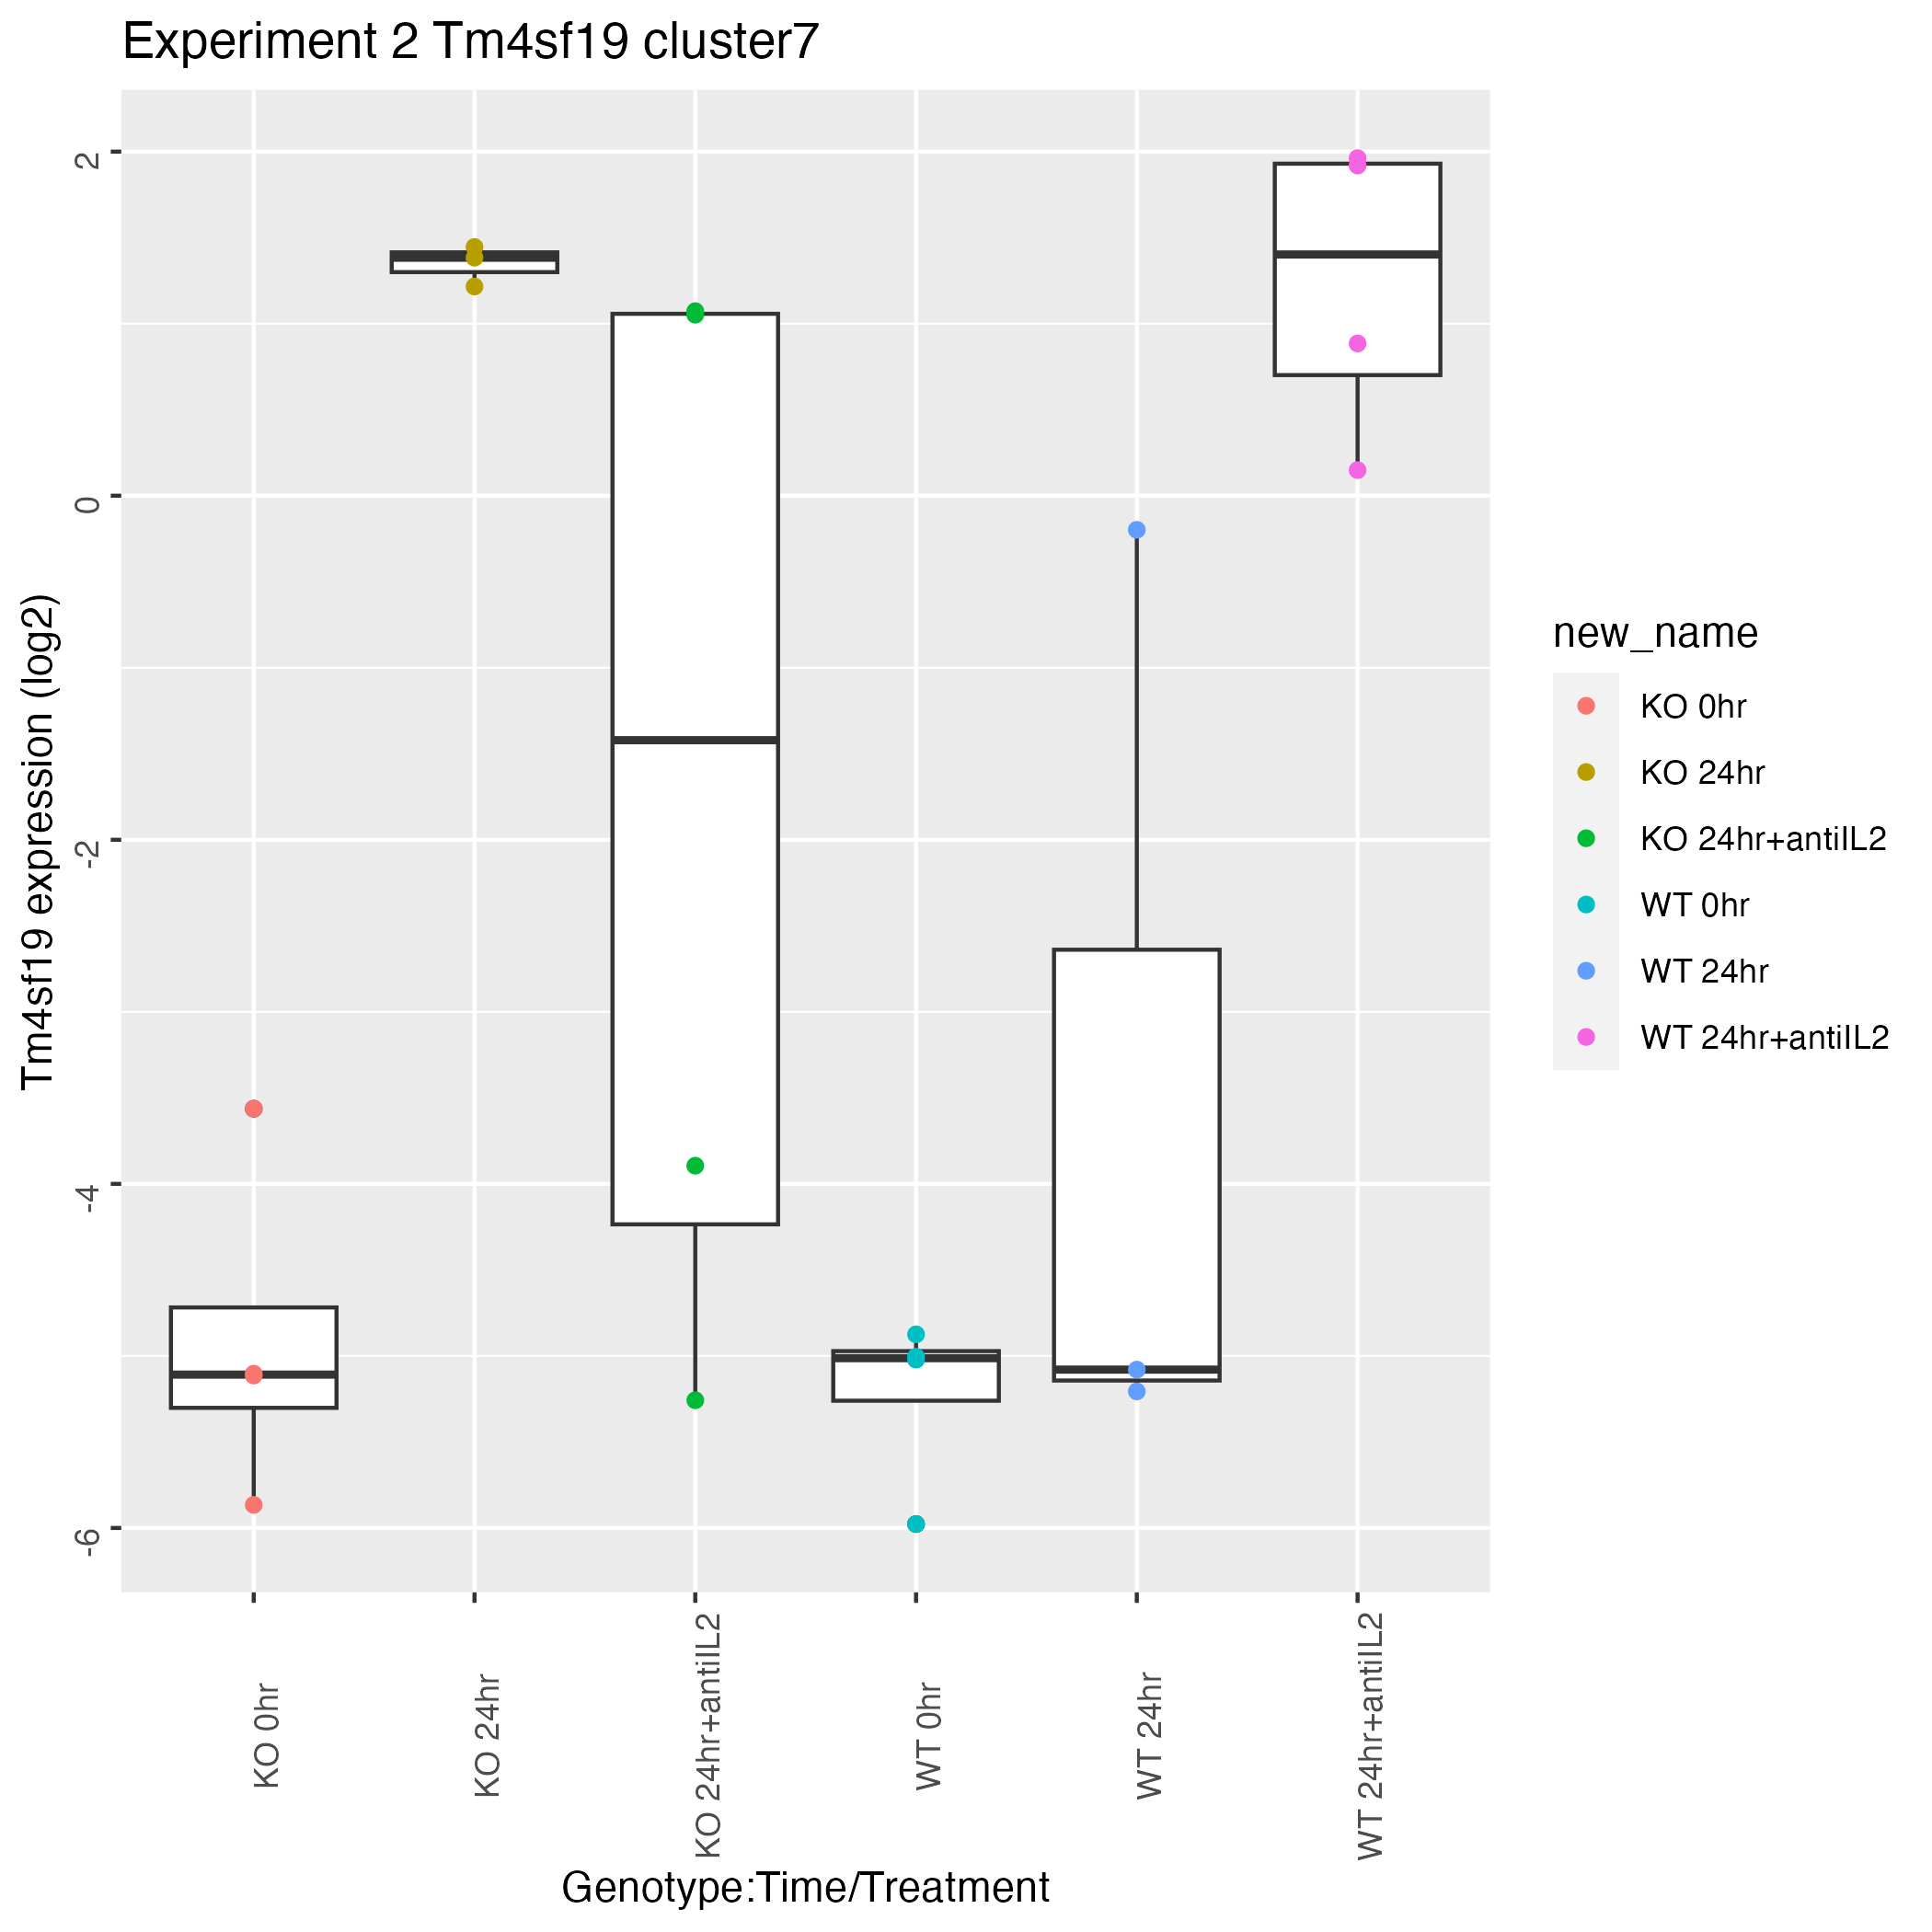 Experiment 2 Tm4sf19 cluster7
Tm4sf19 expression (log2)
2
0
-2
-4
-6
KO 0hr
KO 24hr
KO 24hr+antiIL2
WT 0hr
WT 24hr
WT 24hr+antiIL2
Genotype:Time/Treatment
new_name
KO 0hr
KO 24hr
KO 24hr+antiIL2
WT 0hr
WT 24hr
WT 24hr+antiIL2